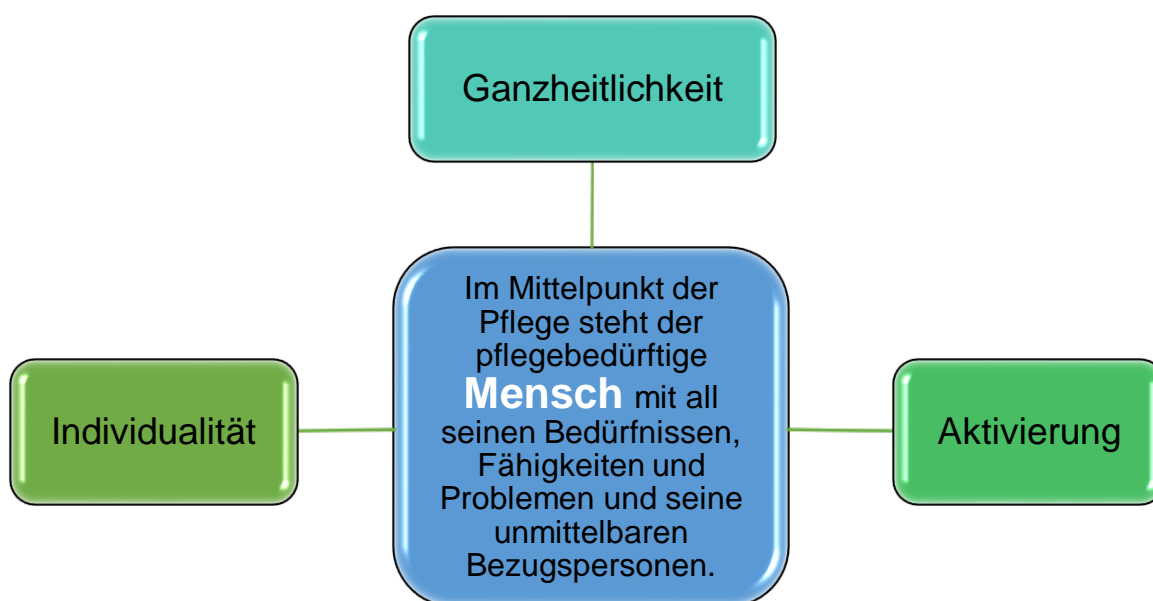 Ganzheitlichkeit
Im Mittelpunkt der
Pflege steht der
pflegebedürftige
Mensch mit all
seinen Bedürfnissen,
Fähigkeiten und
Problemen und seine
unmittelbaren
Bezugspersonen.
Individualität
Aktivierung